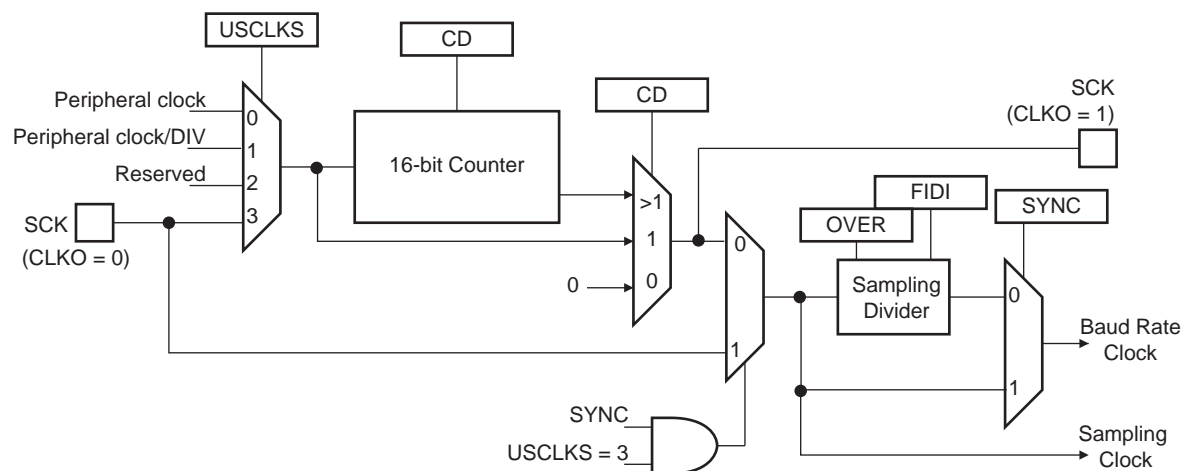 USCLKS
CD
Peripheral clock
0
Peripheral clock/DIV
1
Reserved
2
3
SCK
(CLKO = 0)
16-bit Counter
CD
>1
1
0
0
SCK
(CLKO = 1)
0
1
SYNC
USCLKS = 3
FIDI
OVER
Sampling
Divider
SYNC
0
1
Baud Rate
Clock
Sampling
Clock